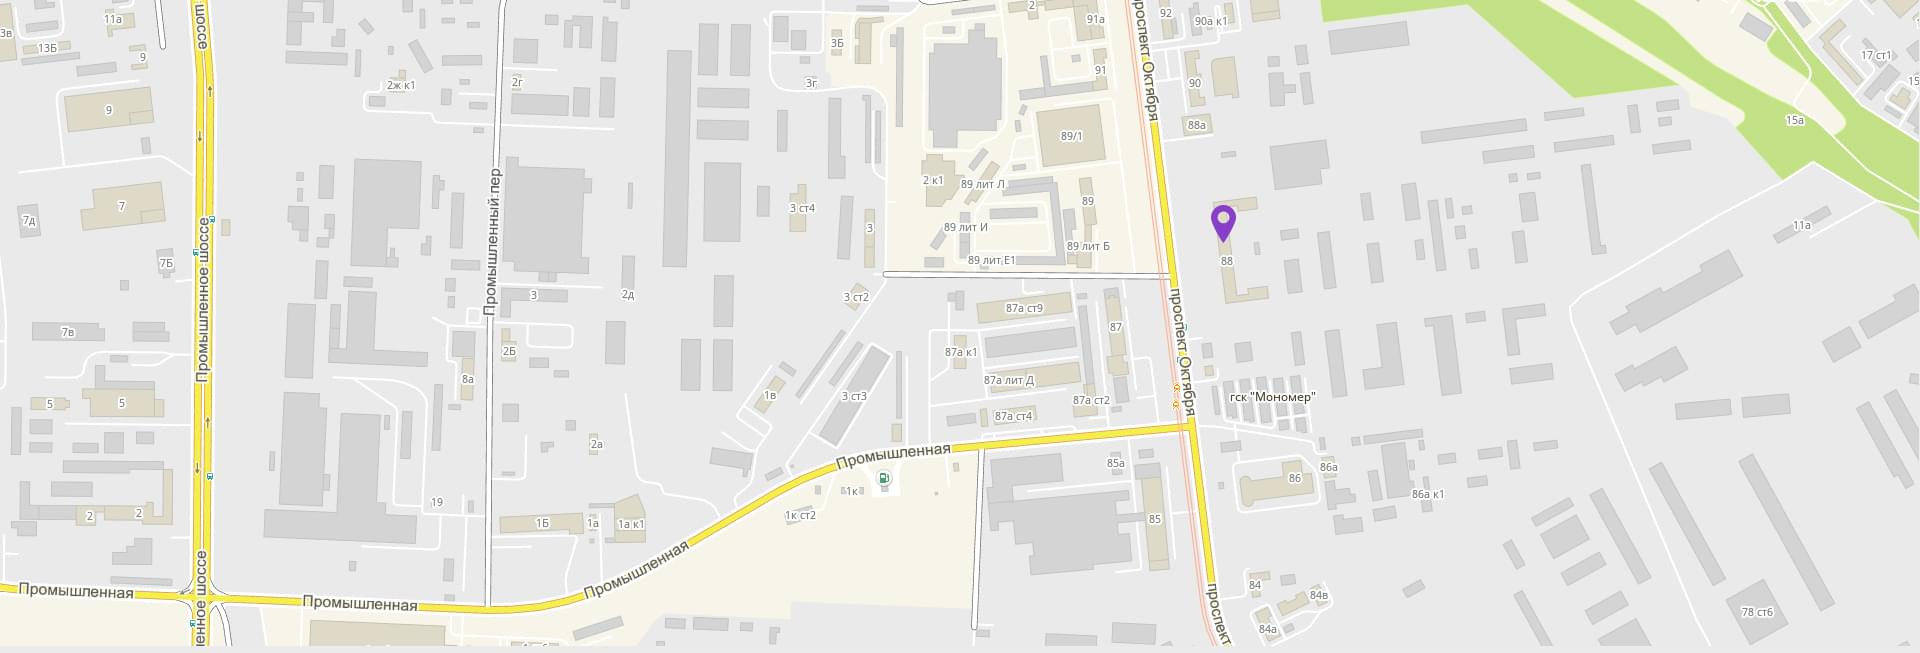 11а
3в
13Б
9
шоссе
9
7
7д
7Б
7в
5
5
2
2
Промышленное шоссе
Промышленная
Промышленная
Промышленная
Промышленная
Промышленный пер
2ж к1
2г
3Б
3г
3 ст4
3
2д
3
2Б
8а
3 ст2
3 ст3
1в
2а
19
1Б
1а
1а к1
1к
1к ст2
2
91а
92
90а к1
91
90
88а
89/1
проспект Октября
2 к1
89 лит Л
89
89 лит И
89 лит Б
89 лит Е1
88
87а ст9
87
87а к1
87а лит Д
87а ст2
87а ст4
проспект Октября
гск "Мономер"
85а
85
86
86а
86а к1
84
84в
84а
проспект
78 ст6
11а
15а
17 ст1
15